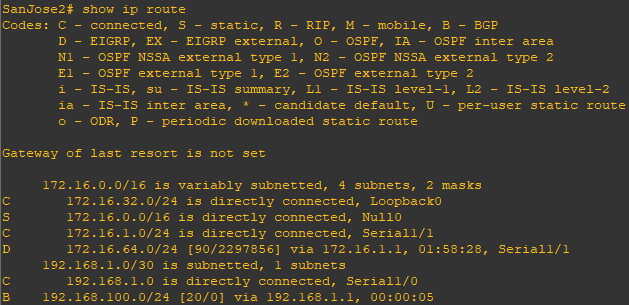 SanJose2# show ip route
Codes: C - connected, S - static, R - RIP, M - mobile, B - BGP
D - EIGRP, EX - EIGRP external, O - OSPF, IA - OSPF inter area
N1 - OSPF NSSA external type 1, N2 - OSPF NSSA external type 2
E1 - OSPF external type 1, E2 - OSPF external type 2
i - IS-IS, su - IS-IS summary, L1 - IS-IS level-1, L2 - IS-IS level-2
ia - IS-IS inter area, * - candidate default, U - per-user static route
o - ODR, P - periodic downloaded static route
Gateway of last resort is not set
172.16.0.0/16 is variably subnetted, 4 subnets, 2 masks
C 172.16.32.0/24 is directly connected, Loopback0
S 172.16.0.0/16 is directly connected, Null0
C 172.16.1.0/24 is directly connected, Serial1/1
D 172.16.64.0/24 [90/2297856] via 172.16.1.1, 01:58:28, Serial1/1
192.168.1.0/30 is subnetted, 1 subnets
C 192.168.1.0 is directly connected, Serial1/0
B 192.168.100.0/24 [20/0] via 192.168.1.1, 00:00:05